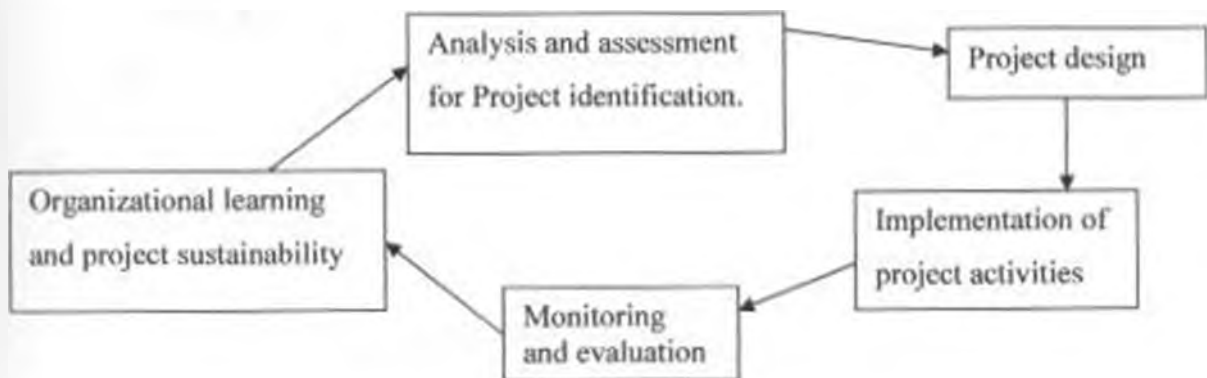 Analysis and assessment
for Project identification.
Project design
Implementation of
project activities
Monitoring
and evaluation
Organizational learning
and project sustainability